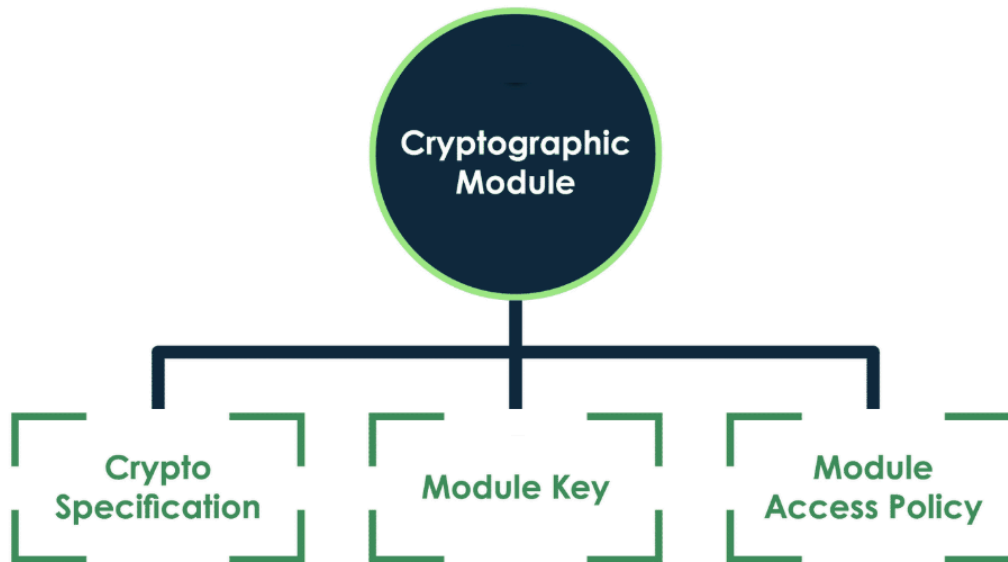 Cryptographic
Module
Crypto
Specification
Module Key
Module
Access Policy